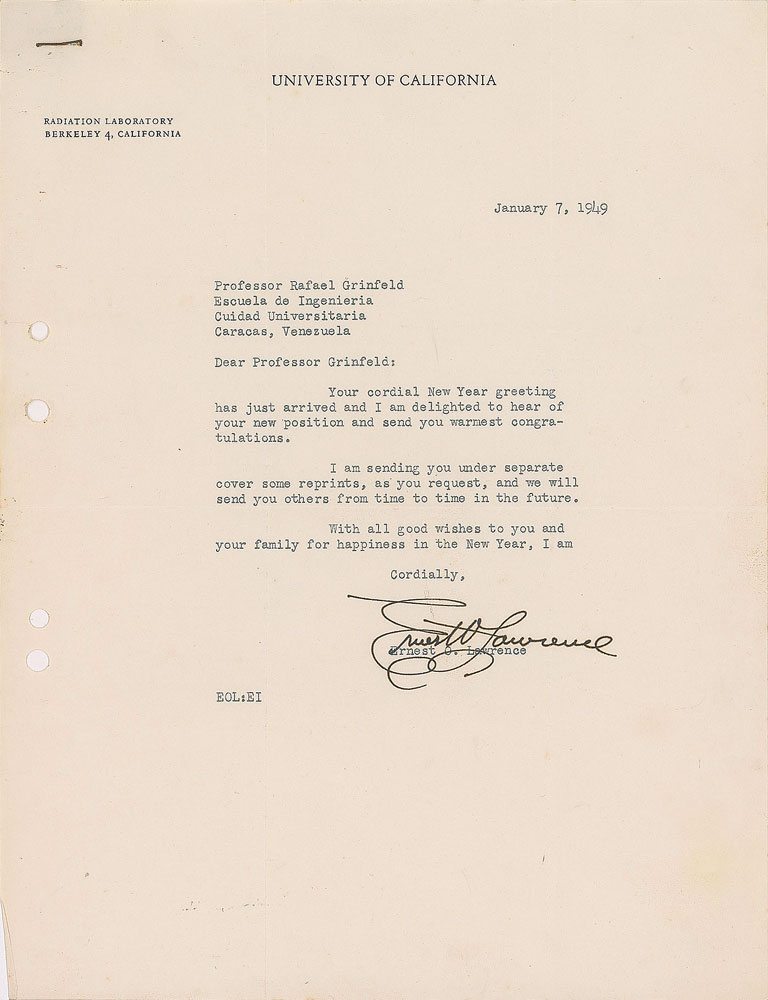 UNIVERSITY OF CALIFORNIA
RADIATION LABORATORY
BERKELEY 4, CALIFORNIA
January 7, 1949
Professor Rafael Grinfeld
Escuela de Ingenieria
Cuidad Universitaria
Caracas, Venezuela
Dear Professor Grinfeld:
Your cordial New Year greeting
has just arrived and I am delighted to hear of
your new position and send you warmest congra-
tulations.
I am sending you under separate
cover some reprints, as you request, and we will
send you others from time to time in the future.
With all good wishes to you and
your family for happiness in the New Year, I am
Cordially,
Ernest O Lawrence
Ernest O. Lawrence
EOL:EI